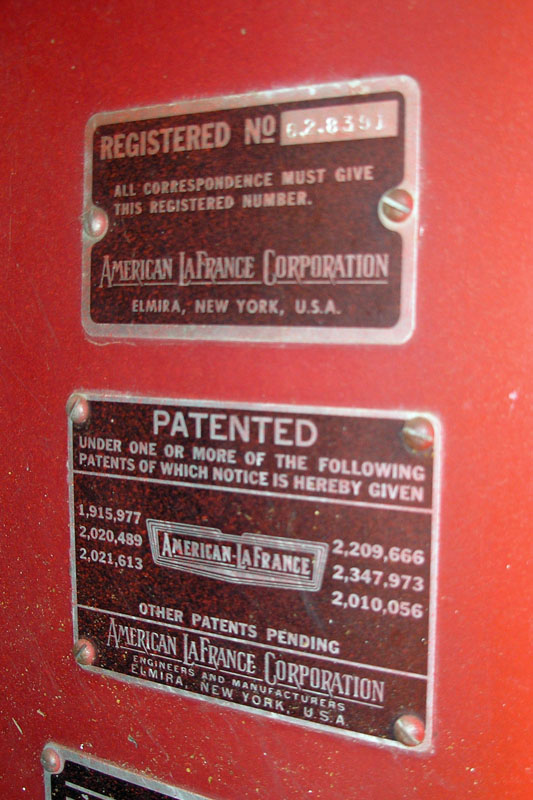 REGISTERED NO 62.8391
ALL CORRESPONDENCE MUST GIVE
THIS REGISTERED NUMBER.
AMERICAN LAFRANCE CORPORATION
ELMIRA, NEW YORK, U.S.A.
PATENTED
UNDER ONE OR MORE OF THE FOLLOWING
PATENTS OF WHICH NOTICE IS HEREBY GIVEN
1,915,977
2,020,489
2,021,613
AMERICAN-LAFRANCE
2,209,666
2,347,973
2,010,056
OTHER PATENTS PENDING
AMERICAN LAFRANCE CORPORATION
ENGINEERS AND MANUFACTURERS
ELMIRA, NEW YORK, U.S.A.